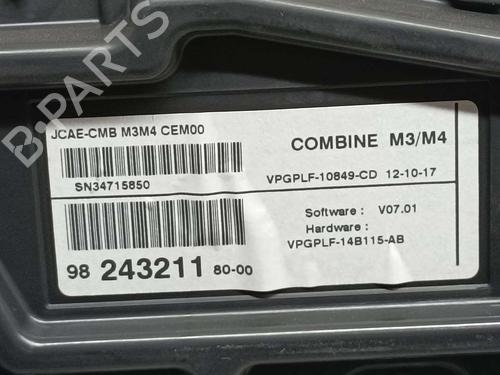 JCAE-CMB M3M4 CEM00
COMBINE M3/M4
SN34715850
VPGPLF-10849-CD 12-10-17
Software : V07.01
Hardware :
VPGPLF-14B115-AB
98 243211 80-00
B-PARTS